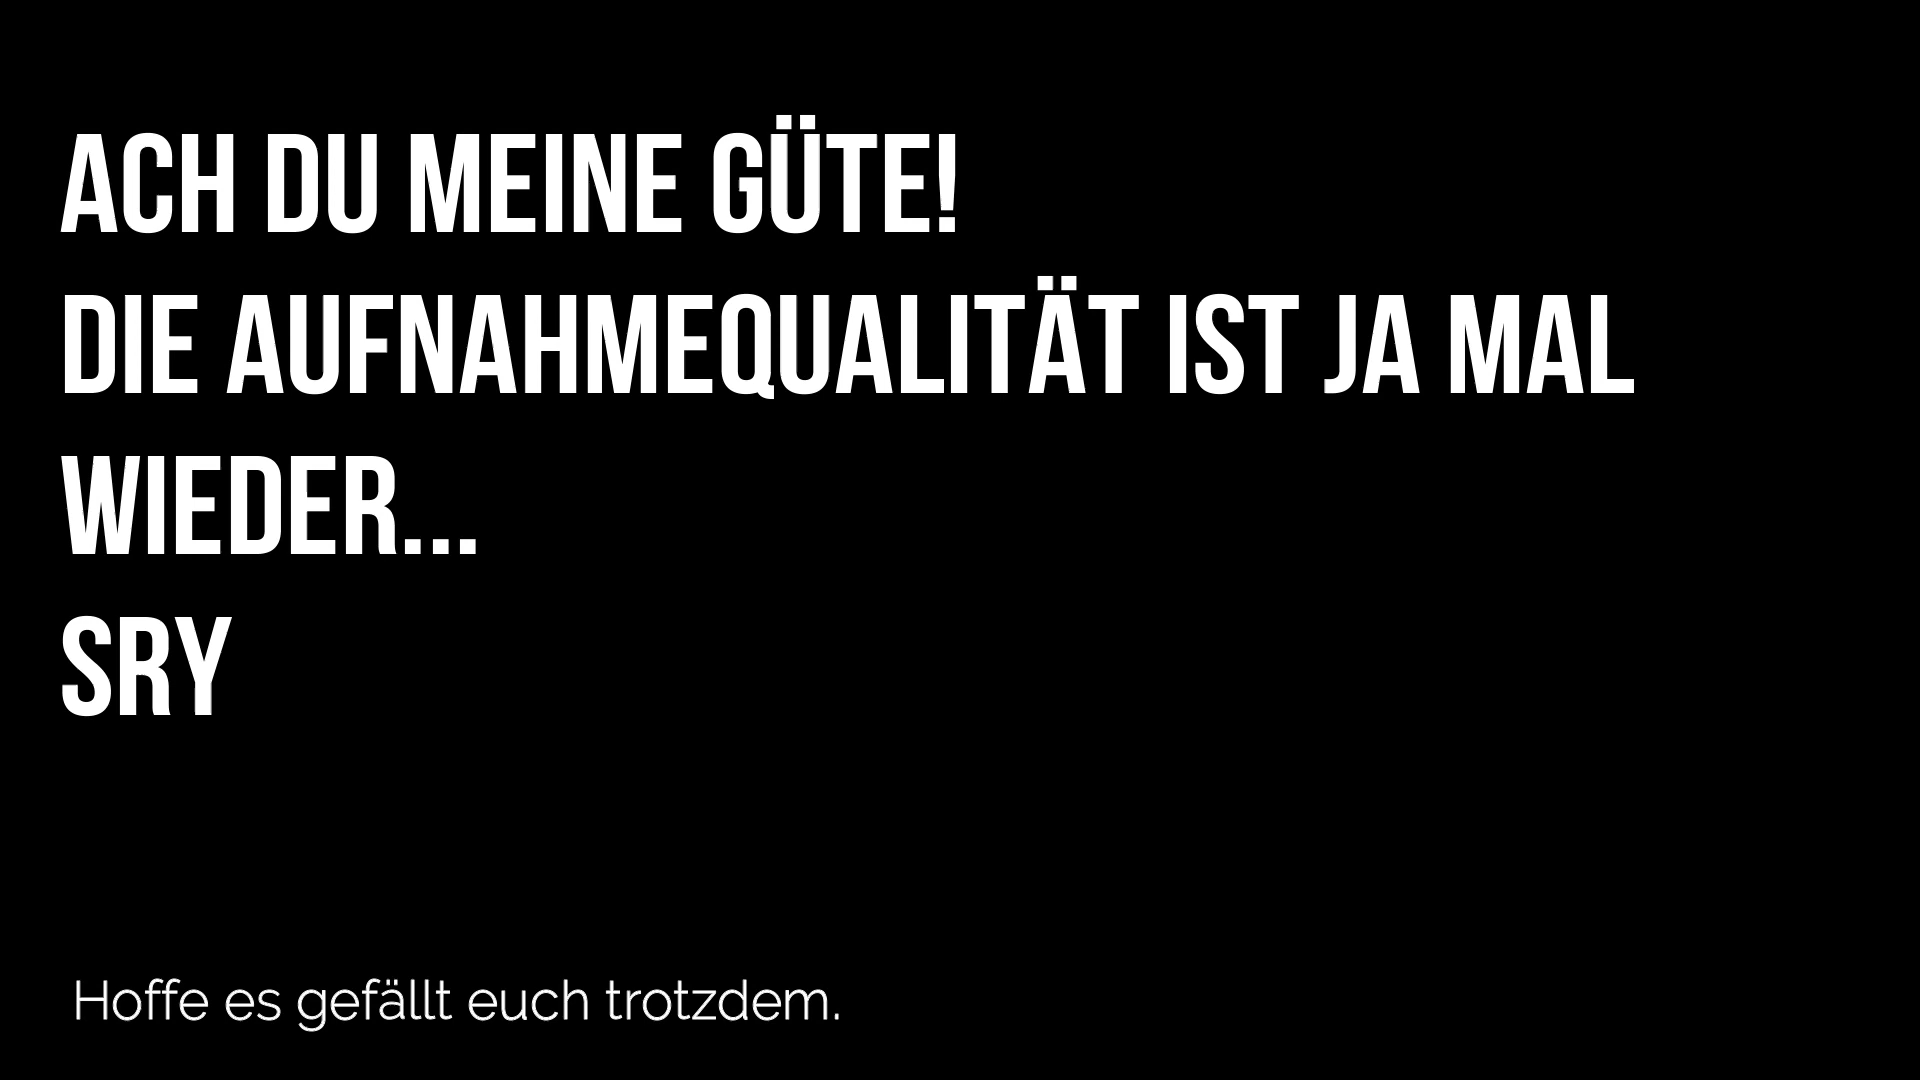 ACH DU MEINE GÜTE!
DIE AUFNAHMEQUALITÄT IST JA MAL
WIEDER...
SRY
Hoffe es gefällt euch trotzdem.